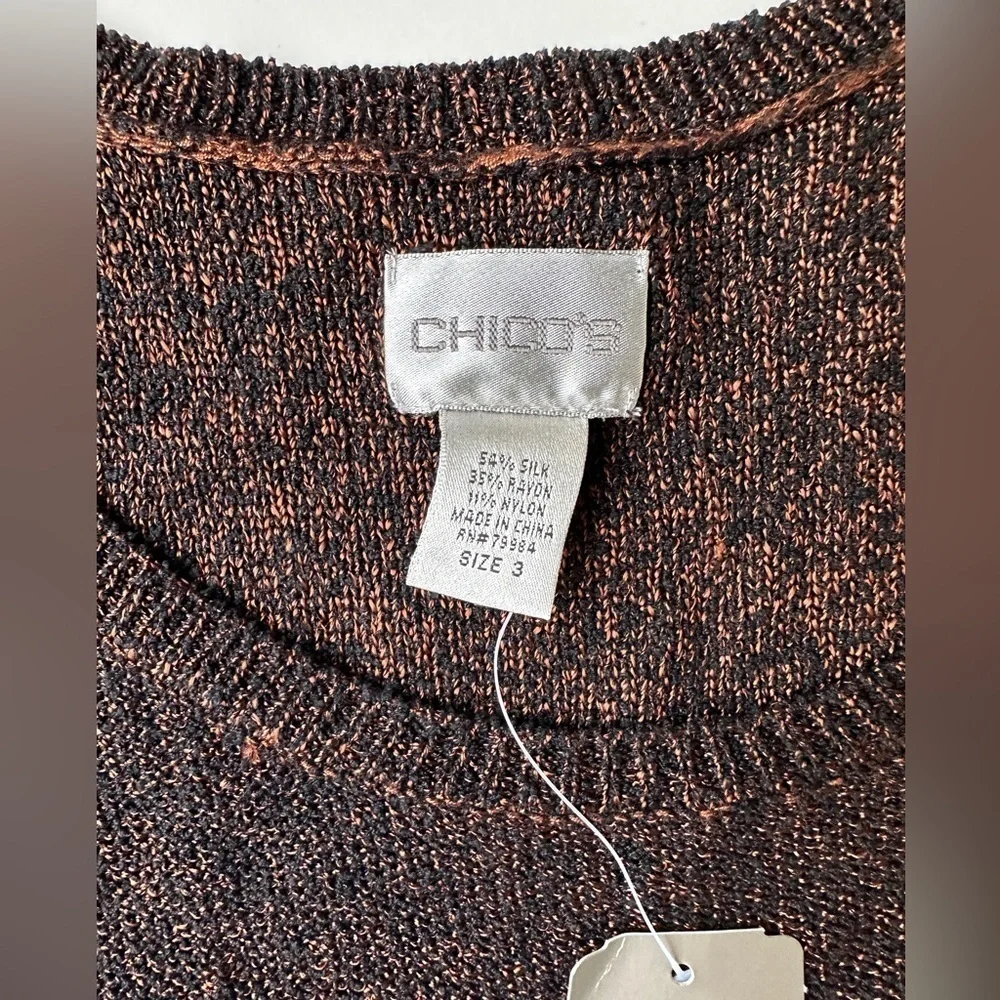 CHICO'S
54% SILK
35% RAYON
11% NYLON
MADE IN CHINA
RN# 79984
SIZE 3